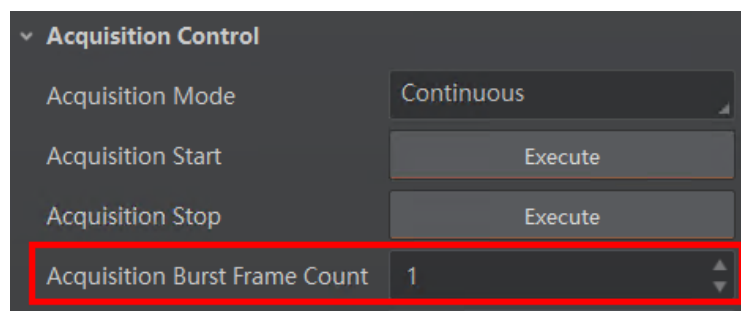 Acquisition Control
Acquisition Mode Continuous
Acquisition Start Execute
Acquisition Stop Execute
Acquisition Burst Frame Count 1